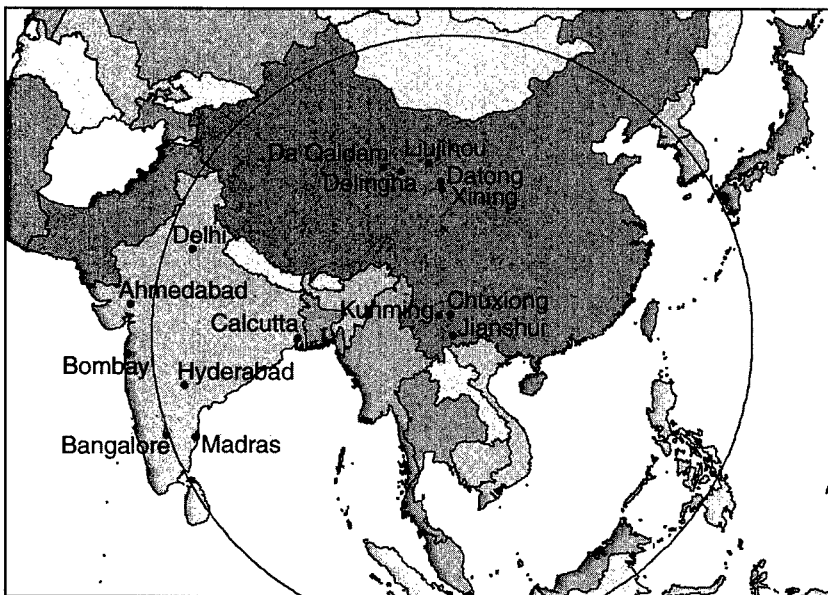 Da Qaidam
Liujihou
Delingha
Datong
Xining
Delhi
Ahmedabad
Kunming
Chuxiong
Calcutta
Jianshui
Bombay
Hyderabad
Bangalore
Madras